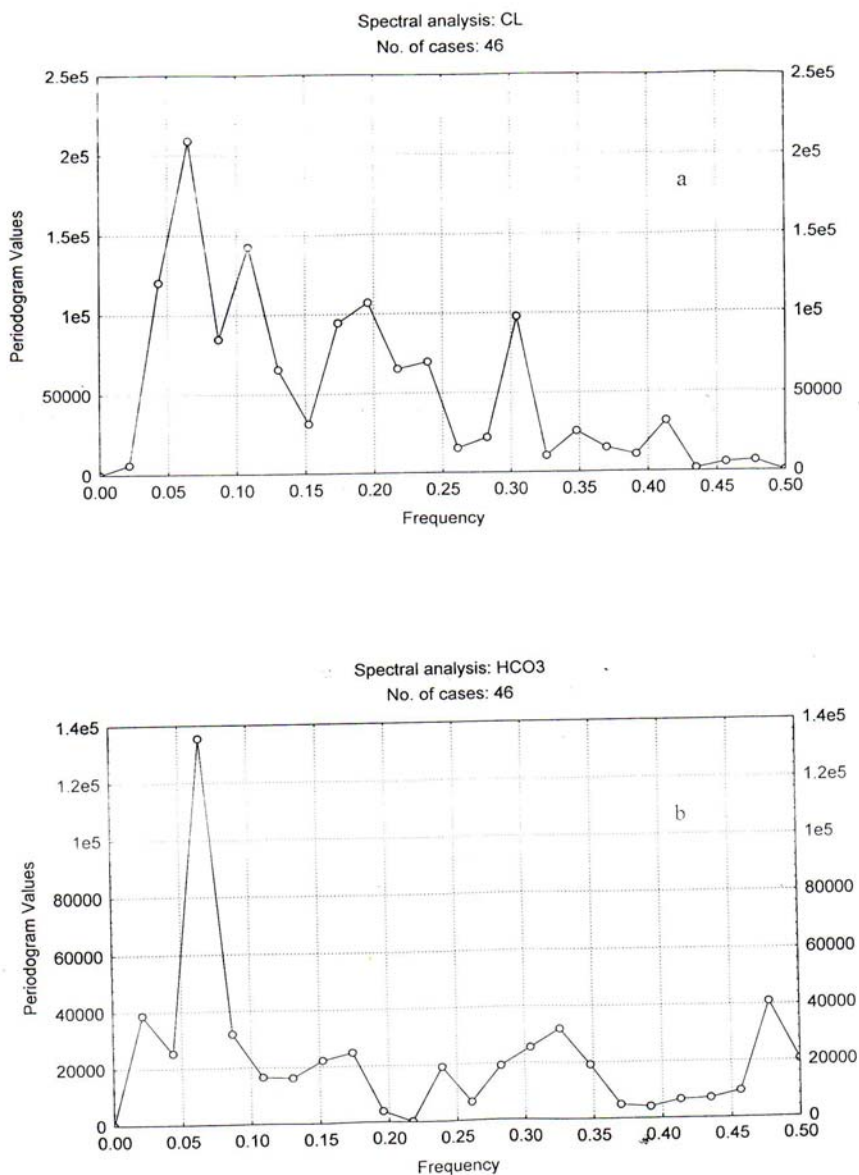 Spectral analysis: CL
No. of cases: 46
2.5e5 2.5e5
2e5 2e5
a
1.5e5 1.5e5
Periodogram Values
1e5 1e5
50000 50000
0 0
0.00 0.05 0.10 0.15 0.20 0.25 0.30 0.35 0.40 0.45 0.50
Frequency
Spectral analysis: HCO3
No. of cases: 46
1.4e5 1.4e5
1.2e5 1.2e5
b
1e5 1e5
80000 80000
Periodogram Values
60000 60000
40000 40000
20000 20000
0 0
0.00 0.05 0.10 0.15 0.20 0.25 0.30 0.35 0.40 0.45 0.50
Frequency